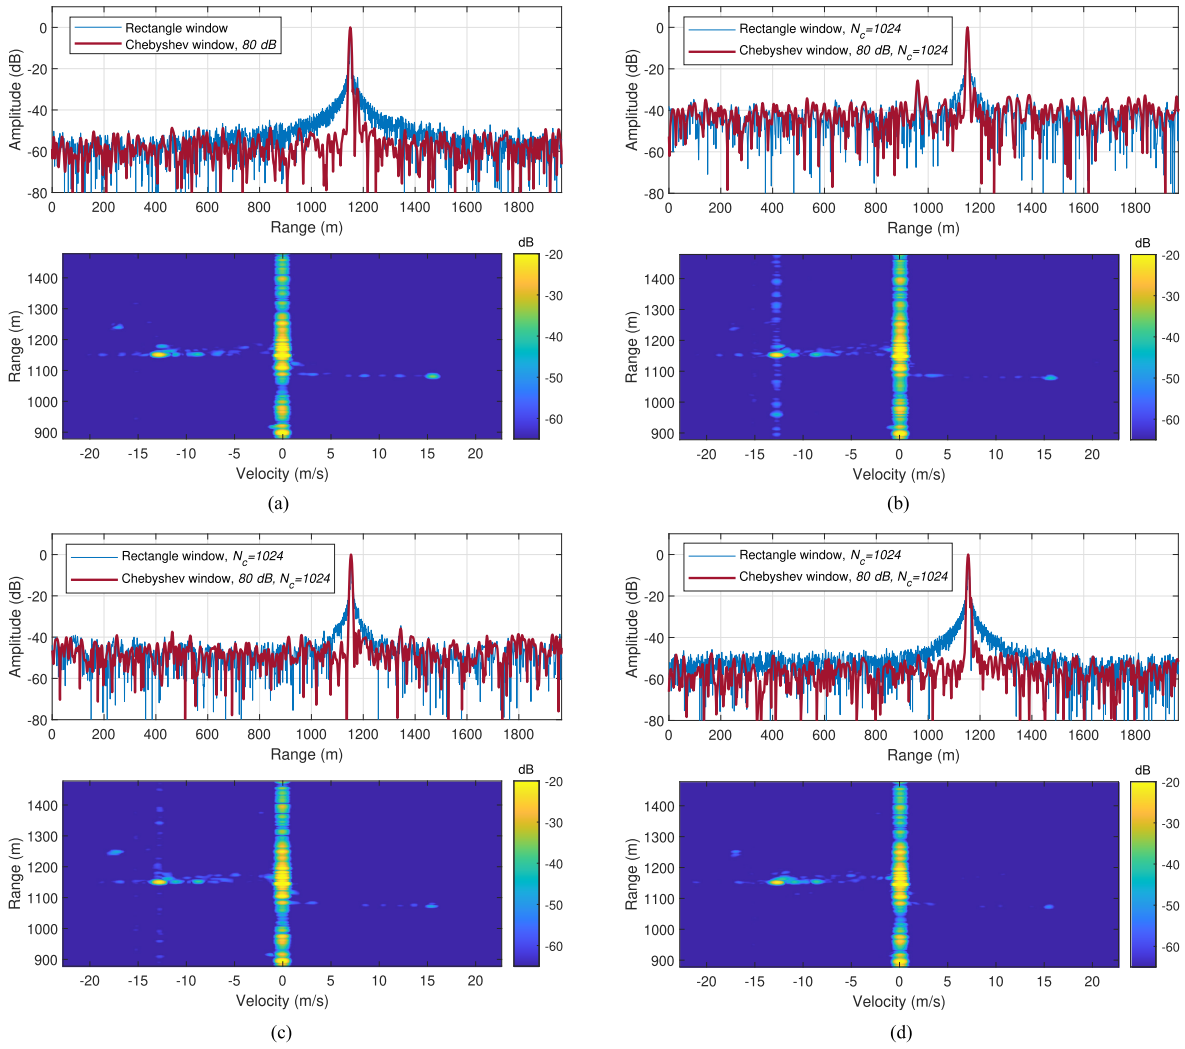 Rectangle window
Chebyshev window, 80 dB
Amplitude (dB)
0
-20
-40
-60
-80
0 200 400 600 800 1000 1200 1400 1600 1800
Range (m)
Rectangle window, N_c=1024
Chebyshev window, 80 dB, N_c=1024
Amplitude (dB)
0
-20
-40
-60
-80
0 200 400 600 800 1000 1200 1400 1600 1800
Range (m)
dB
Range (m)
1400
1300
1200
1100
1000
900
-20 -15 -10 -5 0 5 10 15 20
Velocity (m/s)
-20
-30
-40
-50
-60
(a)
dB
Range (m)
1400
1300
1200
1100
1000
900
-20 -15 -10 -5 0 5 10 15 20
Velocity (m/s)
-20
-30
-40
-50
-60
(b)
Rectangle window, N_c=1024
Chebyshev window, 80 dB, N_c=1024
Amplitude (dB)
0
-20
-40
-60
-80
0 200 400 600 800 1000 1200 1400 1600 1800
Range (m)
Rectangle window, N_c=1024
Chebyshev window, 80 dB, N_c=1024
Amplitude (dB)
0
-20
-40
-60
-80
0 200 400 600 800 1000 1200 1400 1600 1800
Range (m)
dB
Range (m)
1400
1300
1200
1100
1000
900
-20 -15 -10 -5 0 5 10 15 20
Velocity (m/s)
-20
-30
-40
-50
-60
(c)
dB
Range (m)
1400
1300
1200
1100
1000
900
-20 -15 -10 -5 0 5 10 15 20
Velocity (m/s)
-20
-30
-40
-50
-60
(d)